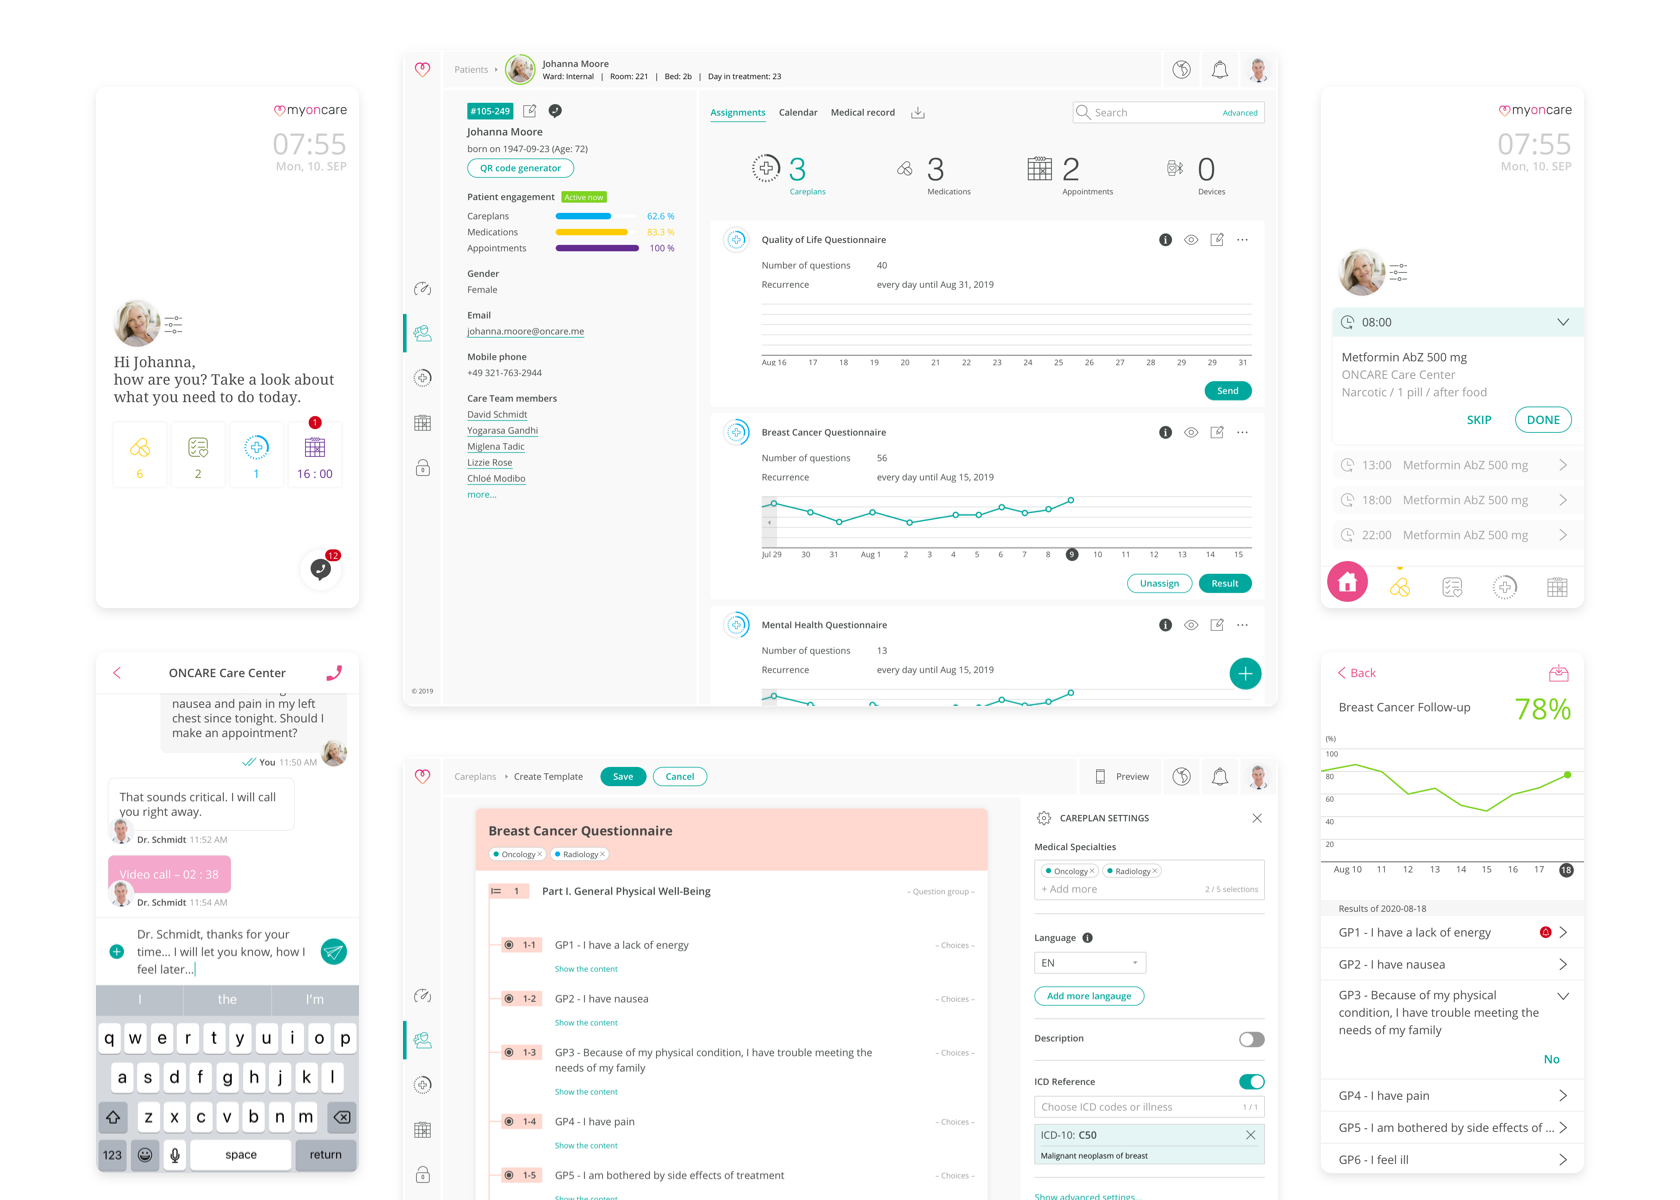 myoncare
07:55
Mon, 10. SEP
Hi Johanna,
how are you? Take a look about
what you need to do today.
1
6
2
1
16 : 00
12
ONCARE Care Center
nausea and pain in my left
chest since tonight. Should I
make an appointment?
You 11:50 AM
That sounds critical. I will call
you right away.
Dr. Schmidt 11:52 AM
Video call – 02 : 38
Dr. Schmidt 11:54 AM
Dr. Schmidt, thanks for your
time... I will let you know, how I
feel later...
I the I'm
q w e r t y u i o p
a s d f g h j k l
z x c v b n m
123 space return
Patients
Johanna Moore
Ward: Internal | Room: 221 | Bed: 2b | Day in treatment: 23
#105-249
Johanna Moore
born on 1947-09-23 (Age: 72)
QR code generator
Patient engagement Active now
Careplans 62.6 %
Medications 83.3 %
Appointments 100 %
Gender
Female
Email
johanna.moore@oncare.me
Mobile phone
+49 321-763-2944
Care Team members
David Schmidt
Yogarasa Gandhi
Miglena Tadic
Lizzie Rose
Chloé Modibo
more...
© 2019
Assignments Calendar Medical record
Search Advanced
3 Careplans
3 Medications
2 Appointments
0 Devices
Quality of Life Questionnaire
Number of questions 40
Recurrence every day until Aug 31, 2019
Aug 16 17 18 19 20 21 22 23 24 25 26 27 28 29 29 31
Send
Breast Cancer Questionnaire
Number of questions 56
Recurrence every day until Aug 15, 2019
Jul 29 30 31 Aug 1 2 3 4 5 6 7 8 9 10 11 12 13 14 15
Unassign Result
Mental Health Questionnaire
Number of questions 13
Recurrence every day until Aug 15, 2019
Careplans Create Template Save Cancel Preview
Breast Cancer Questionnaire
Oncology Radiology
1 Part I. General Physical Well-Being – Question group –
1-1 GP1 - I have a lack of energy – Choices –
Show the content
1-2 GP2 - I have nausea – Choices –
Show the content
1-3 GP3 - Because of my physical condition, I have trouble meeting the – Choices –
needs of my family
Show the content
1-4 GP4 - I have pain – Choices –
Show the content
1-5 GP5 - I am bothered by side effects of treatment – Choices –
Show the content
CAREPLAN SETTINGS
Medical Specialties
Oncology Radiology
+ Add more 2 / 5 selections
Language
EN
Add more langauge
Description
ICD Reference
Choose ICD codes or illness 1 / 1
ICD-10: C50
Malignant neoplasm of breast
Show advanced settings...
myoncare
07:55
Mon, 10. SEP
08:00
Metformin AbZ 500 mg
ONCARE Care Center
Narcotic / 1 pill / after food
SKIP DONE
13:00 Metformin AbZ 500 mg
18:00 Metformin AbZ 500 mg
22:00 Metformin AbZ 500 mg
Back
Breast Cancer Follow-up 78%
(%)
100
80
60
40
20
Aug 10 11 12 13 14 15 16 17 18
Results of 2020-08-18
GP1 - I have a lack of energy
GP2 - I have nausea
GP3 - Because of my physical
condition, I have trouble meeting the
needs of my family
No
GP4 - I have pain
GP5 - I am bothered by side effects of ...
GP6 - I feel ill